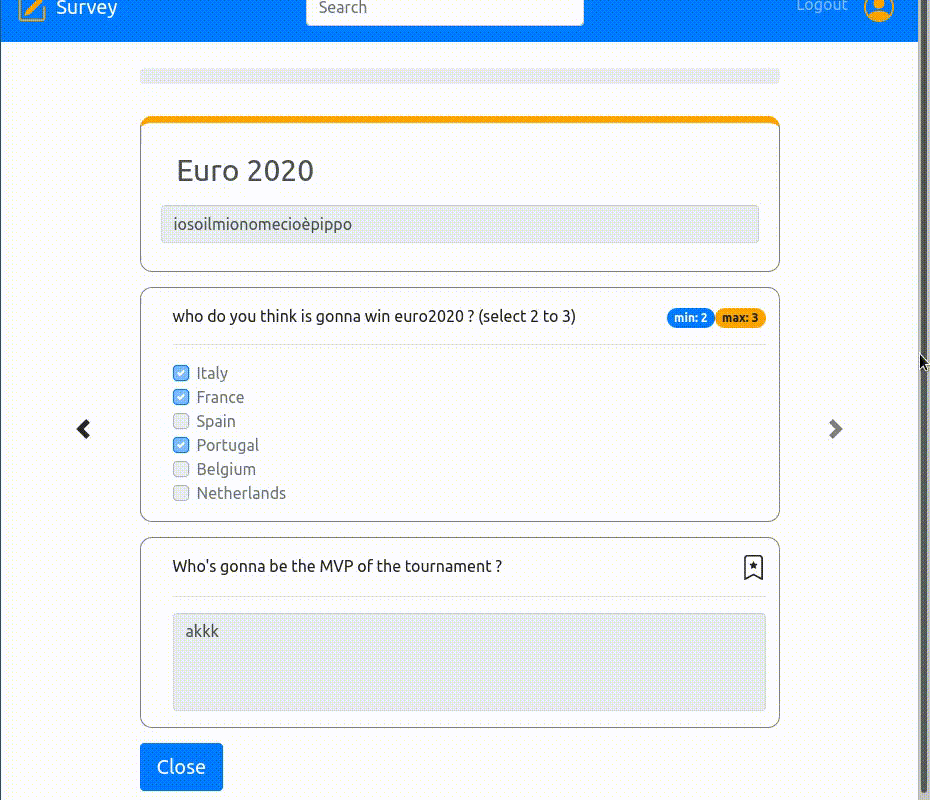 Survey Search Logout
Euro 2020
iosoilmionomecioèpippo
who do you think is gonna win euro2020 ? (select 2 to 3) min: 2 max: 3
Italy
France
Spain
Portugal
Belgium
Netherlands
Who's gonna be the MVP of the tournament ?
akkk
Close